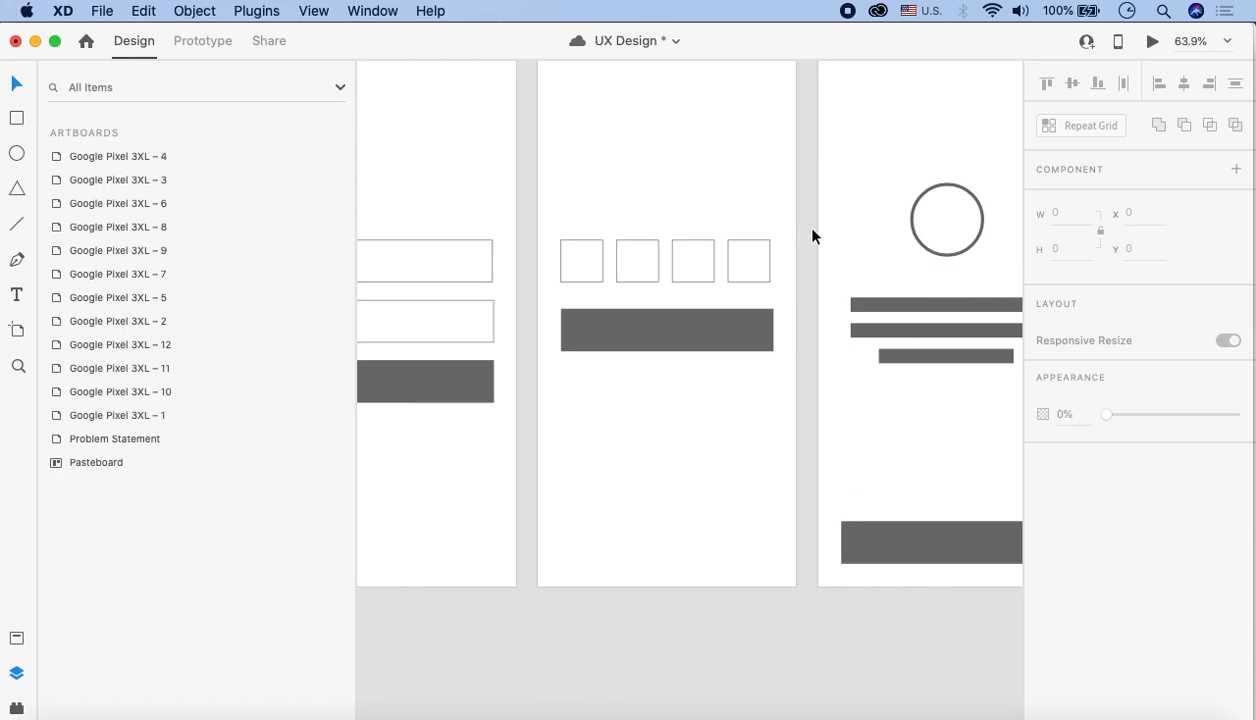 XD File Edit Object Plugins View Window Help U.S. 100%
Design Prototype Share UX Design * 63.9%
All Items
ARTBOARDS
Google Pixel 3XL – 4
Google Pixel 3XL – 3
Google Pixel 3XL – 6
Google Pixel 3XL – 8
Google Pixel 3XL – 9
Google Pixel 3XL – 7
Google Pixel 3XL – 5
Google Pixel 3XL – 2
Google Pixel 3XL – 12
Google Pixel 3XL – 11
Google Pixel 3XL – 10
Google Pixel 3XL – 1
Problem Statement
Pasteboard
Repeat Grid
COMPONENT
W 0 X 0
H 0 Y 0
LAYOUT
Responsive Resize
APPEARANCE
0%